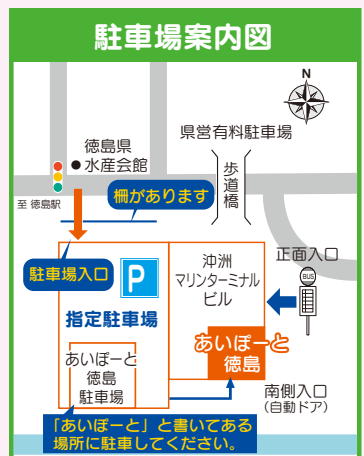 駐車場案内図
N
県営有料駐車場
徳島県
水産会館
歩道橋
至 徳島駅
柵があります
正面入口
BUS
駐車場入口
P
沖洲
マリンターミナル
ビル
指定駐車場
あいぽーと
徳島
あいぽーと
徳島
駐車場
南側入口
(自動ドア)
「あいぽーと」と書いてある
場所に駐車してください。